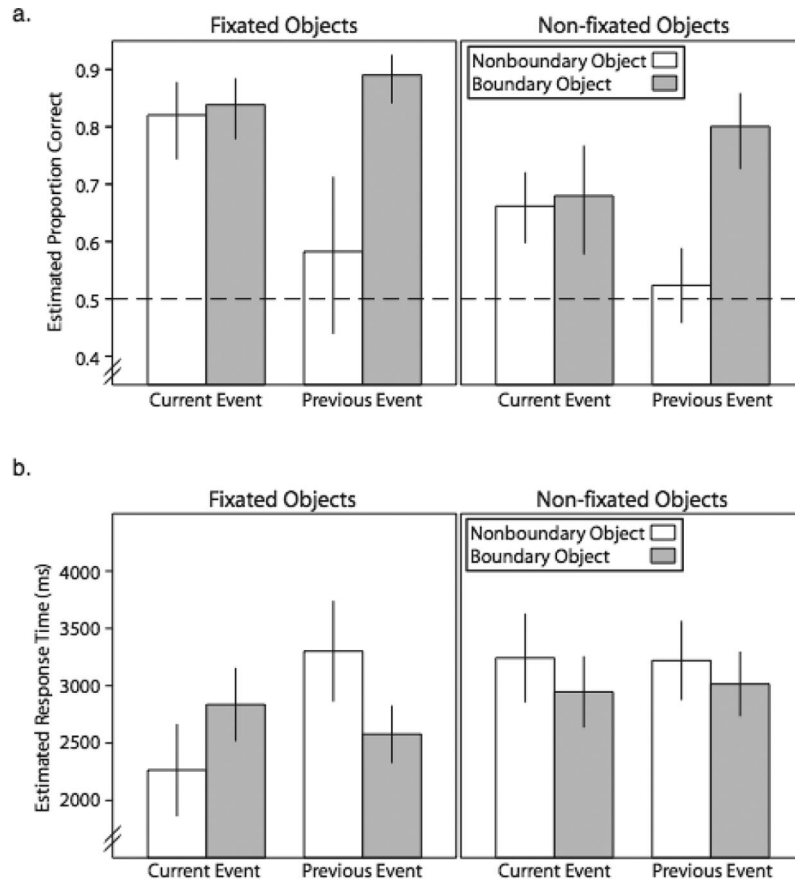 a.
Fixated Objects
Non-fixated Objects
Nonboundary Object
Boundary Object
Estimated Proportion Correct
0.9
0.8
0.7
0.6
0.5
0.4
Current Event
Previous Event
Current Event
Previous Event
b.
Fixated Objects
Non-fixated Objects
Nonboundary Object
Boundary Object
Estimated Response Time (ms)
4000
3500
3000
2500
2000
Current Event
Previous Event
Current Event
Previous Event